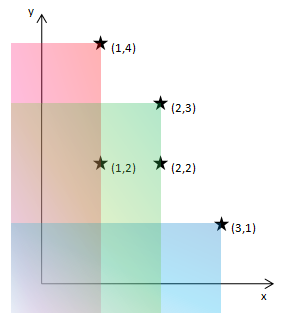 y
(1,4)
(2,3)
(1,2)
(2,2)
(3,1)
x